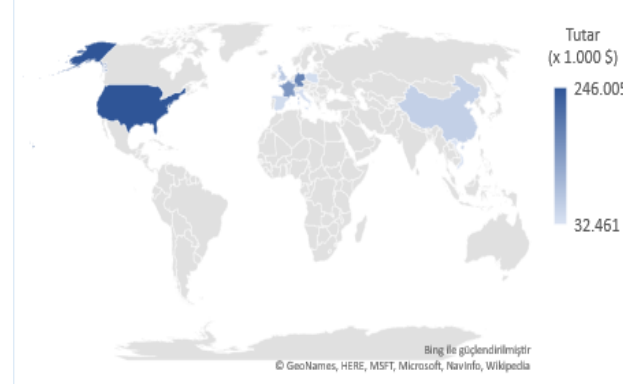 Tutar
(x 1.000 $)
246.005
32.461
Bing ile güçlendirilmiştir
© GeoNames, HERE, MSFT, Microsoft, NavInfo, Wikipedia